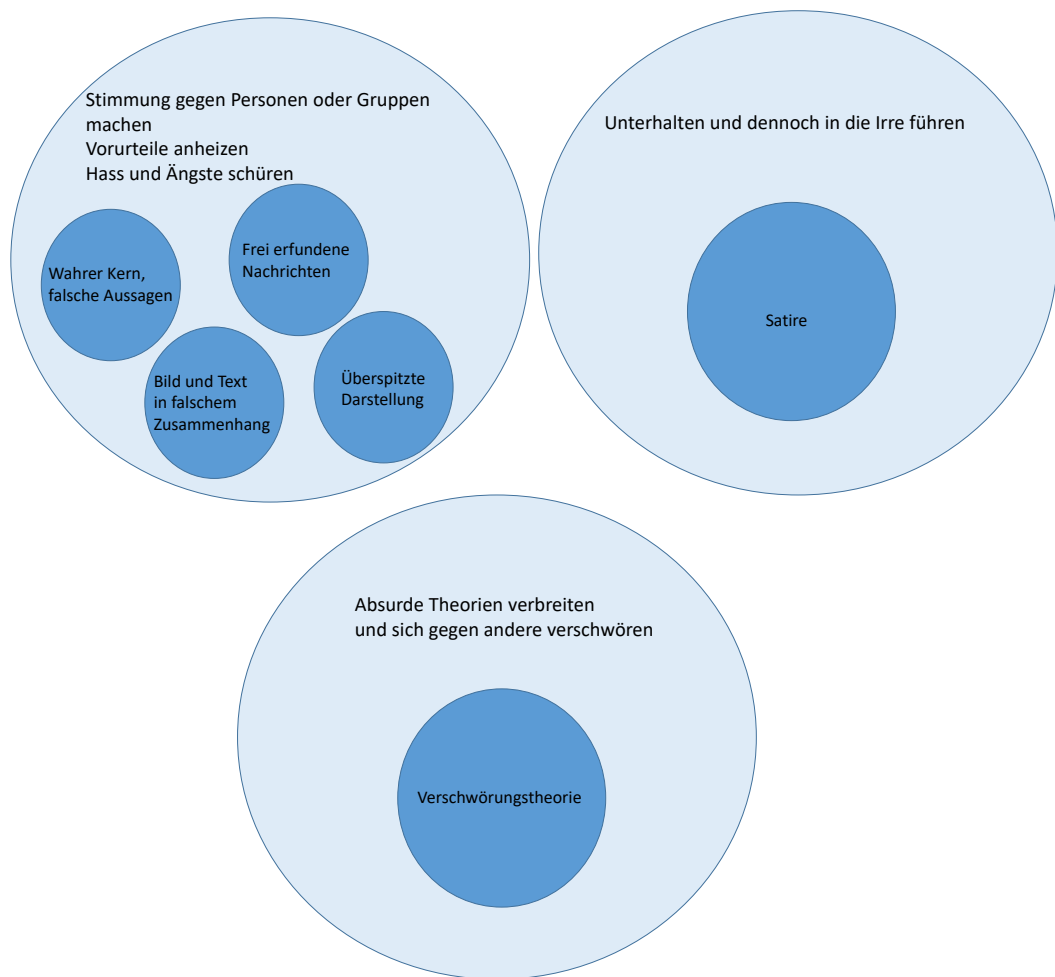 Stimmung gegen Personen oder Gruppen
machen
Vorurteile anheizen
Hass und Ängste schüren
Wahrer Kern,
falsche Aussagen
Frei erfundene
Nachrichten
Bild und Text
in falschem
Zusammenhang
Überspitzte
Darstellung
Unterhalten und dennoch in die Irre führen
Satire
Absurde Theorien verbreiten
und sich gegen andere verschwören
Verschwörungstheorie